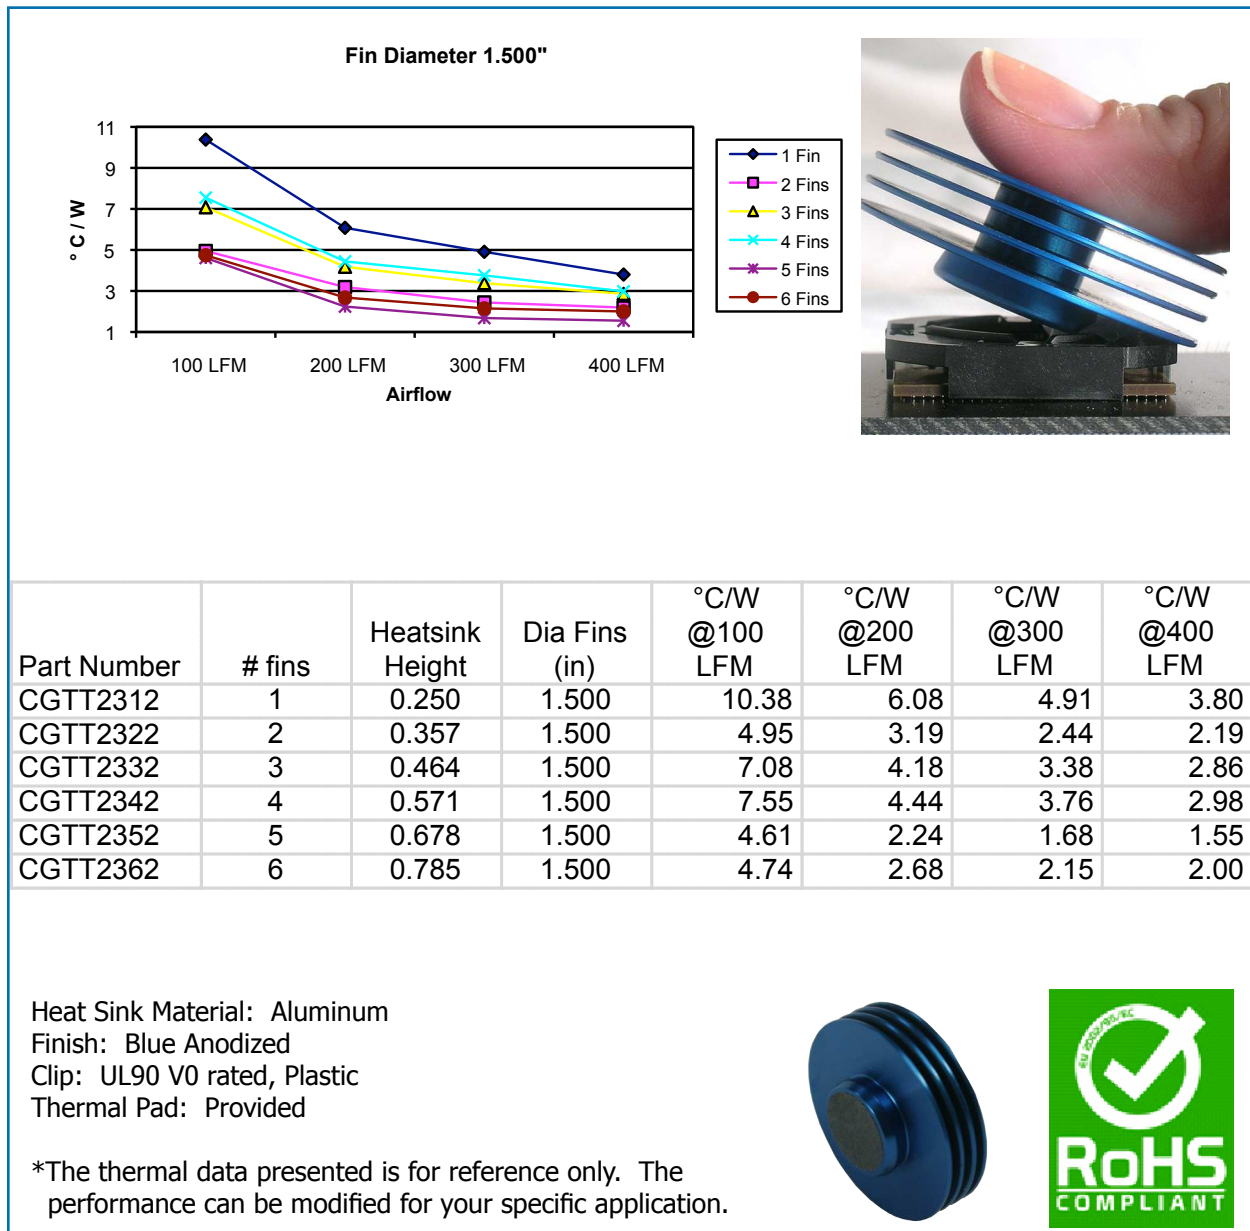 Fin Diameter 1.500"
11
9
7
5
3
1
° C / W
100 LFM 200 LFM 300 LFM 400 LFM
Airflow
1 Fin
2 Fins
3 Fins
4 Fins
5 Fins
6 Fins
Part Number # fins Heatsink Height Dia Fins (in) °C/W @100 LFM °C/W @200 LFM °C/W @300 LFM °C/W @400 LFM
CGTT2312 1 0.250 1.500 10.38 6.08 4.91 3.80
CGTT2322 2 0.357 1.500 4.95 3.19 2.44 2.19
CGTT2332 3 0.464 1.500 7.08 4.18 3.38 2.86
CGTT2342 4 0.571 1.500 7.55 4.44 3.76 2.98
CGTT2352 5 0.678 1.500 4.61 2.24 1.68 1.55
CGTT2362 6 0.785 1.500 4.74 2.68 2.15 2.00
Heat Sink Material: Aluminum
Finish: Blue Anodized
Clip: UL90 V0 rated, Plastic
Thermal Pad: Provided
*The thermal data presented is for reference only. The
performance can be modified for your specific application.
EU 2002/95/EC
RoHS
COMPLIANT